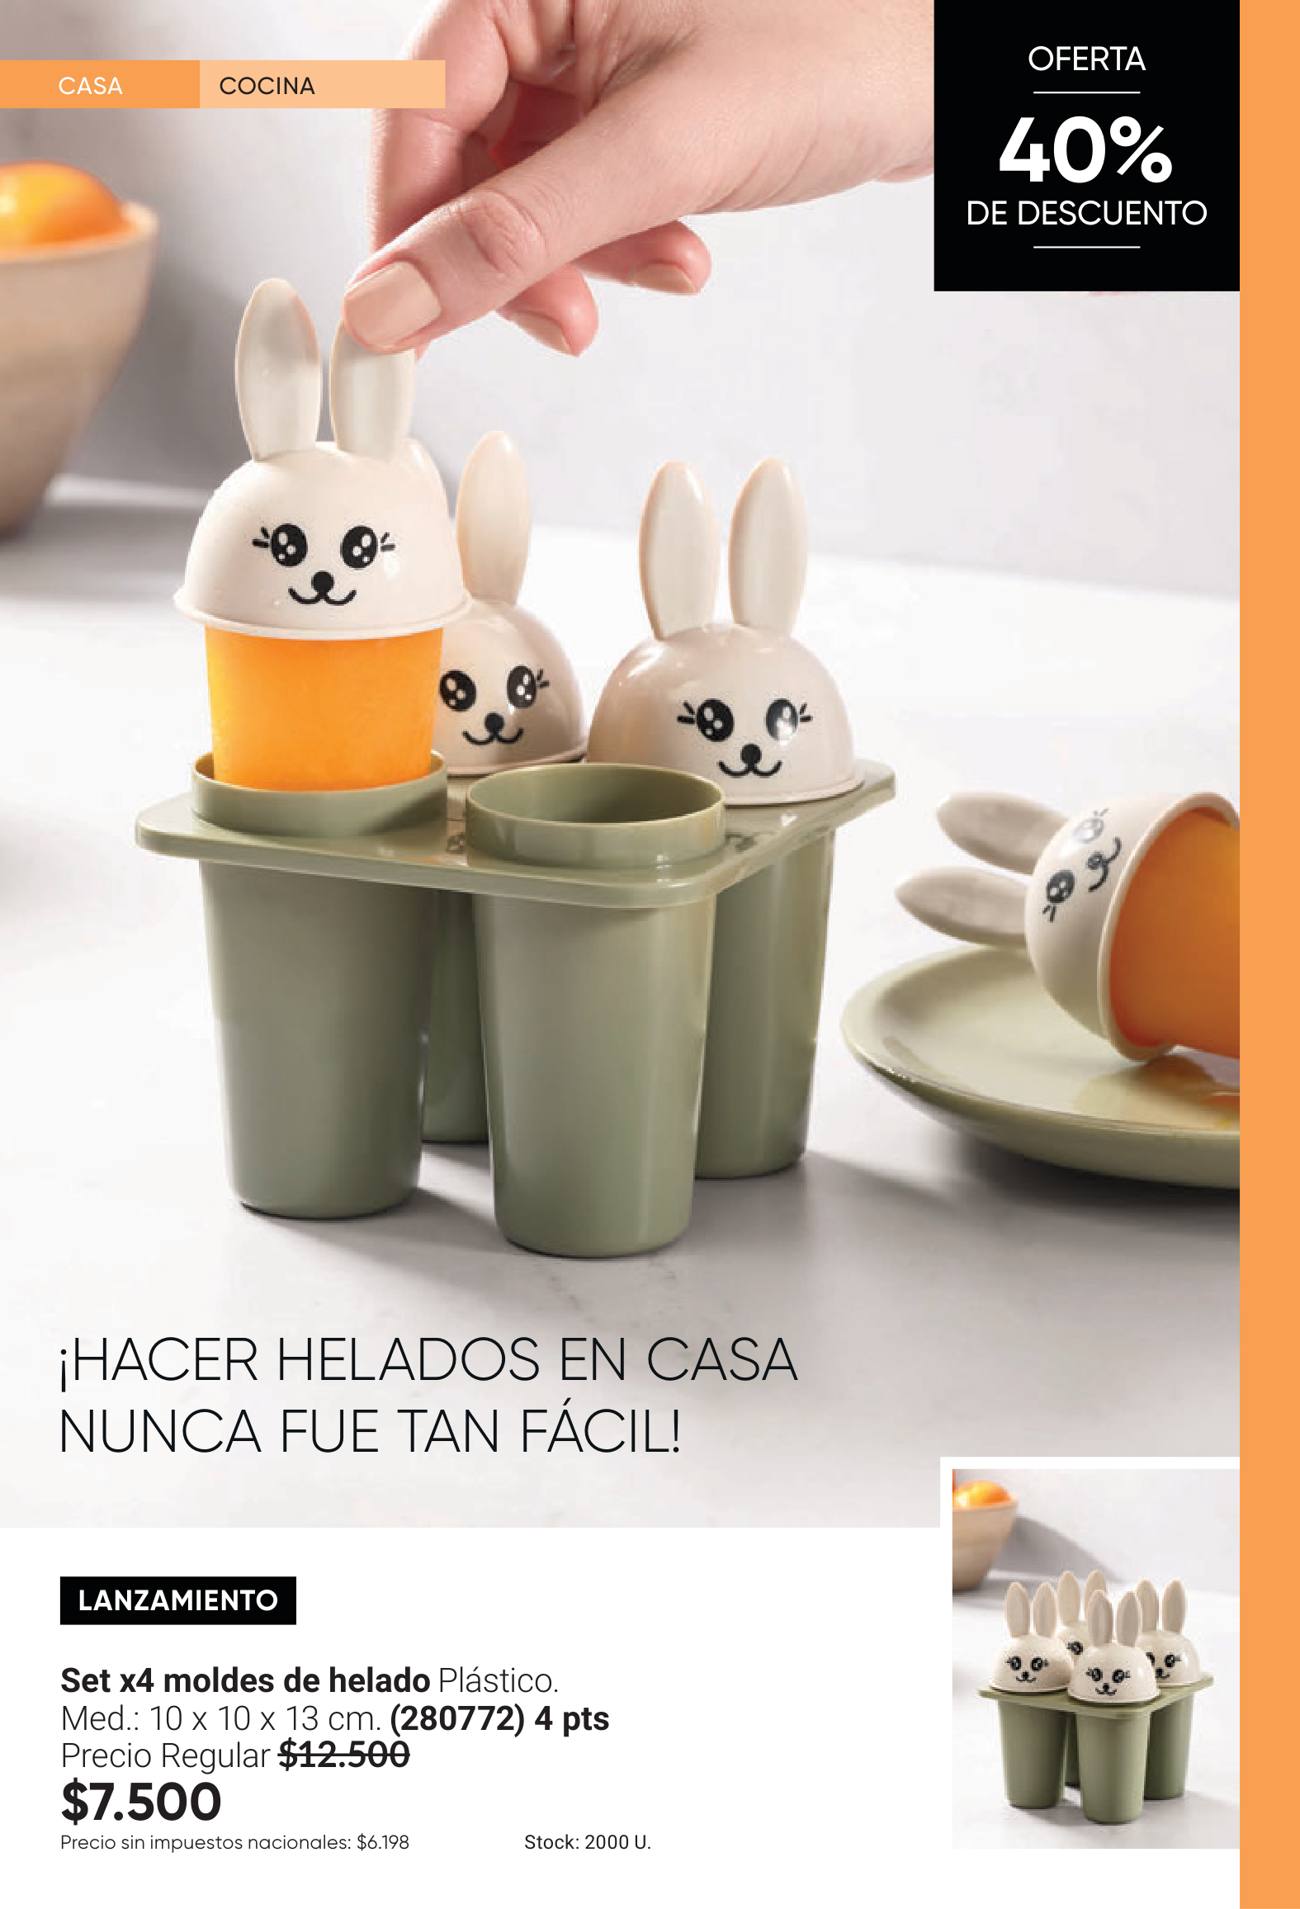 CASA COCINA
OFERTA
40%
DE DESCUENTO
¡HACER HELADOS EN CASA
NUNCA FUE TAN FÁCIL!
LANZAMIENTO
Set x4 moldes de helado Plástico.
Med.: 10 x 10 x 13 cm. (280772) 4 pts
Precio Regular $12.500
$7.500
Precio sin impuestos nacionales: $6.198 Stock: 2000 U.